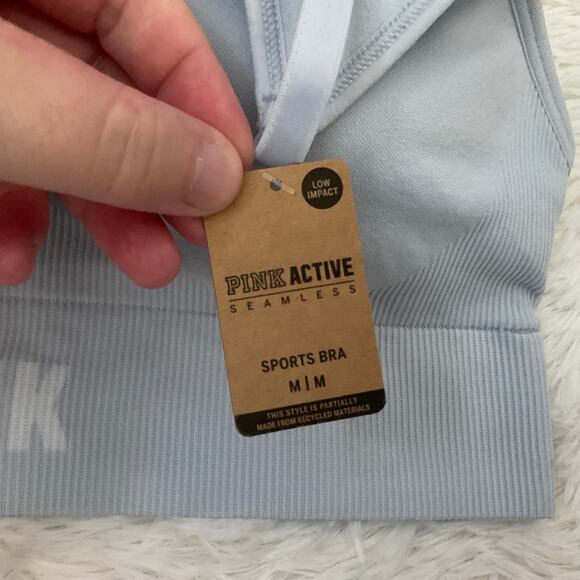 LOW
IMPACT
PINK ACTIVE
SEAMLESS
SPORTS BRA
M|M
THIS STYLE IS PARTIALLY
MADE FROM RECYCLED MATERIALS
K